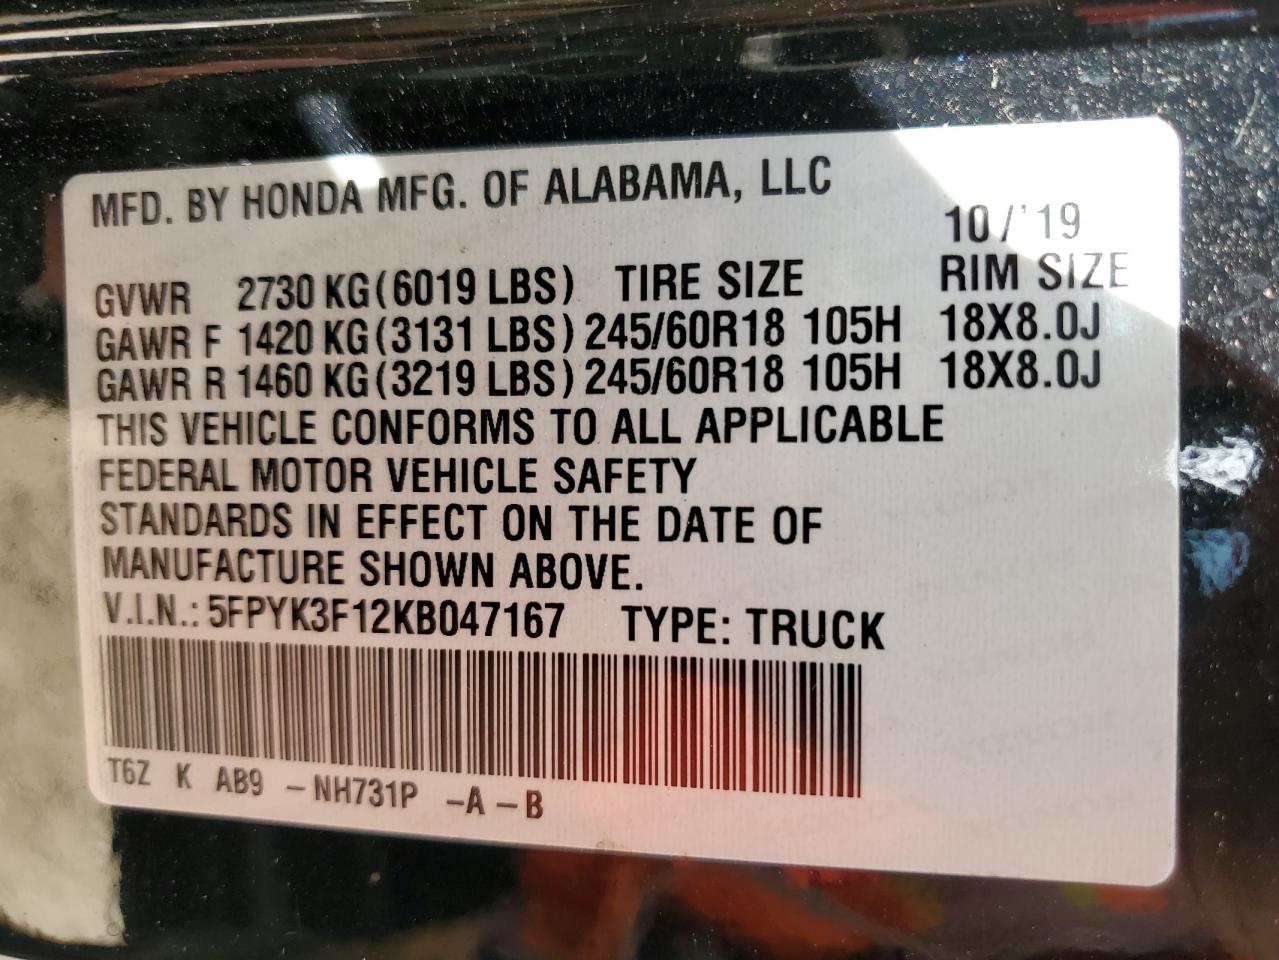 MFD. BY HONDA MFG. OF ALABAMA, LLC
10/'19
GVWR 2730 KG(6019 LBS) TIRE SIZE RIM SIZE
GAWR F 1420 KG(3131 LBS) 245/60R18 105H 18X8.0J
GAWR R 1460 KG(3219 LBS) 245/60R18 105H 18X8.0J
THIS VEHICLE CONFORMS TO ALL APPLICABLE
FEDERAL MOTOR VEHICLE SAFETY
STANDARDS IN EFFECT ON THE DATE OF
MANUFACTURE SHOWN ABOVE.
V.I.N.: 5FPYK3F12KB047167 TYPE: TRUCK
T6Z K AB9 -NH731P -A-B